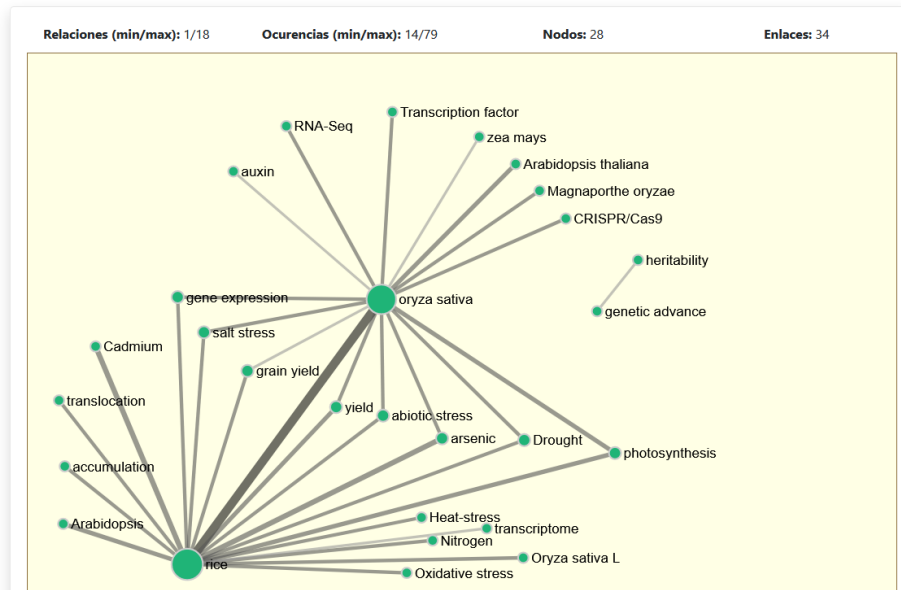 Relaciones (min/max): 1/18 Ocurencias (min/max): 14/79 Nodos: 28 Enlaces: 34
Transcription factor
RNA-Seq
zea mays
Arabidopsis thaliana
auxin
Magnaporthe oryzae
CRISPR/Cas9
heritability
gene expression
oryza sativa
genetic advance
salt stress
Cadmium
grain yield
translocation
yield
abiotic stress
arsenic
Drought
photosynthesis
accumulation
Heat-stress
Arabidopsis
transcriptome
Nitrogen
Oryza sativa L
rice
Oxidative stress